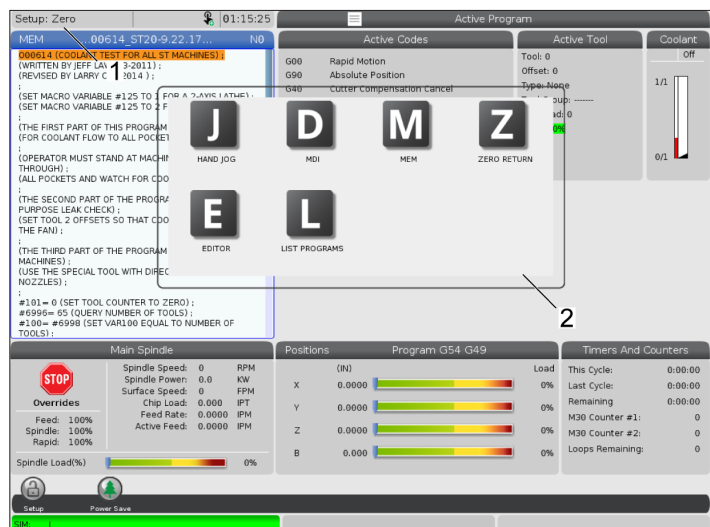 Setup: Zero
01:15:25
Active Program
MEM ...00614_ST20-9.22.17... N0
O00614 (COOLANT TEST FOR ALL ST MACHINES) ;
(WRITTEN BY JEFF 3-2011) ;
(REVISED BY LARRY C 2014 ) ;
;
(SET MACRO VARIABLE #125 TO 1 FOR A 2-AXIS LATHE) ;
(SET MACRO VARIABLE #125 TO 2 F
;
(THE FIRST PART OF THIS PROGRAM
(FOR COOLANT FLOW TO ALL POCKET
;
(OPERATOR MUST STAND AT MACHIN
THROUGH) ;
(ALL POCKETS AND WATCH FOR COO
;
(THE SECOND PART OF THE PROGRA
PURPOSE LEAK CHECK) ;
(SET TOOL 2 OFFSETS SO THAT COO
THE FAN) ;
;
(THE THIRD PART OF THE PROGRAM
MACHINES) ;
(USE THE SPECIAL TOOL WITH DIREC
NOZZLES) ;
;
#101= 0 (SET TOOL COUNTER TO ZERO) ;
#6996= 65 (QUERY NUMBER OF TOOLS) ;
#100= #6998 (SET VAR100 EQUAL TO NUMBER OF
TOOLS) ;
1
Active Codes
G00 Rapid Motion
G90 Absolute Position
G40 Cutter Compensation Cancel
Active Tool
Tool: 0
Offset: 0
Type: None
up: -------
ad: 0
0%
Coolant
Off
1/1
0/1
J
HAND JOG
D
MDI
M
MEM
Z
ZERO RETURN
E
EDITOR
L
LIST PROGRAMS
2
Main Spindle
STOP
Overrides
Feed: 100%
Spindle: 100%
Rapid: 100%
Spindle Speed: 0 RPM
Spindle Power: 0.0 KW
Surface Speed: 0 FPM
Chip Load: 0.000 IPT
Feed Rate: 0.0000 IPM
Active Feed: 0.0000 IPM
Spindle Load(%) 0%
Positions Program G54 G49
(IN) Load
X 0.0000 0%
Y 0.0000 0%
Z 0.0000 0%
B 0.000 0%
Timers And Counters
This Cycle: 0:00:00
Last Cycle: 0:00:00
Remaining 0:00:00
M30 Counter #1: 0
M30 Counter #2: 0
Loops Remaining: 0
Setup
Power Save
SIM: